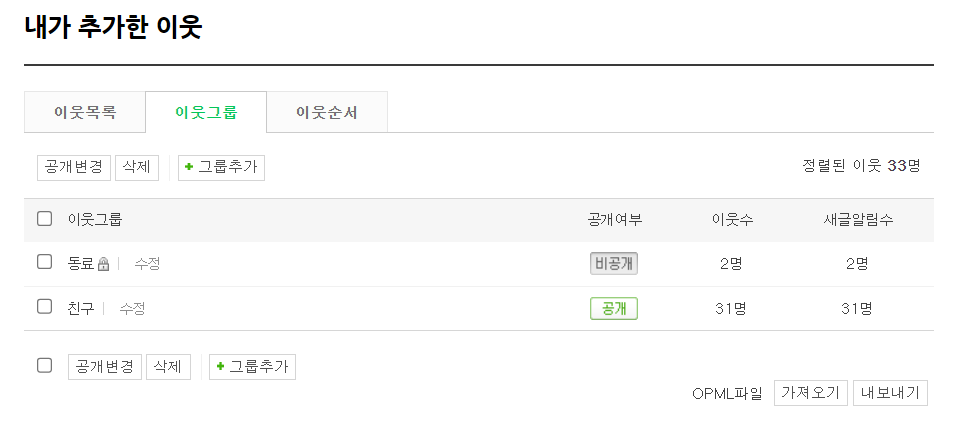 내가 추가한 이웃
이웃목록 이웃그룹 이웃순서
공개변경 삭제 그룹추가 정렬된 이웃 33명
이웃그룹 공개여부 이웃수 새글알림수
동료 수정 비공개 2명 2명
친구 수정 공개 31명 31명
공개변경 삭제 그룹추가
OPML파일 가져오기 내보내기